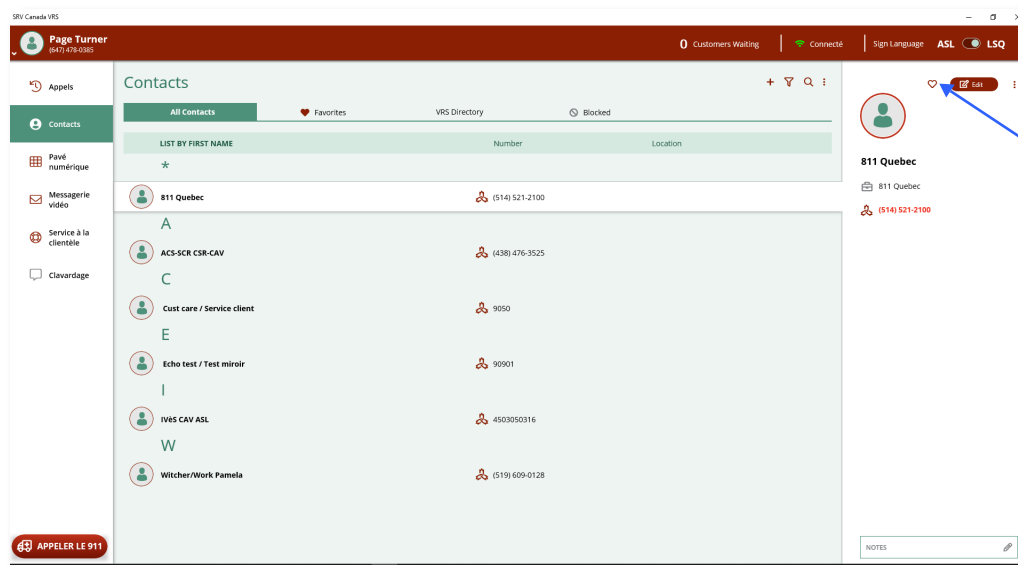 SRV Canada VRS
Page Turner
(647) 478-0385
0 Customers Waiting
Connecté
Sign Language ASL LSQ
Appels
Contacts
Pavé
numérique
Messagerie
vidéo
Service à la
clientèle
Clavardage
APPELER LE 911
Contacts
All Contacts Favorites VRS Directory Blocked
LIST BY FIRST NAME Number Location
*
811 Quebec (514) 521-2100
A
ACS-SCR CSR-CAV (438) 476-3525
C
Cust care / Service client 9050
E
Echo test / Test miroir 90901
I
IVèS CAV ASL 4503050316
W
Witcher/Work Pamela (519) 609-0128
Edit
811 Quebec
811 Quebec
(514) 521-2100
NOTES